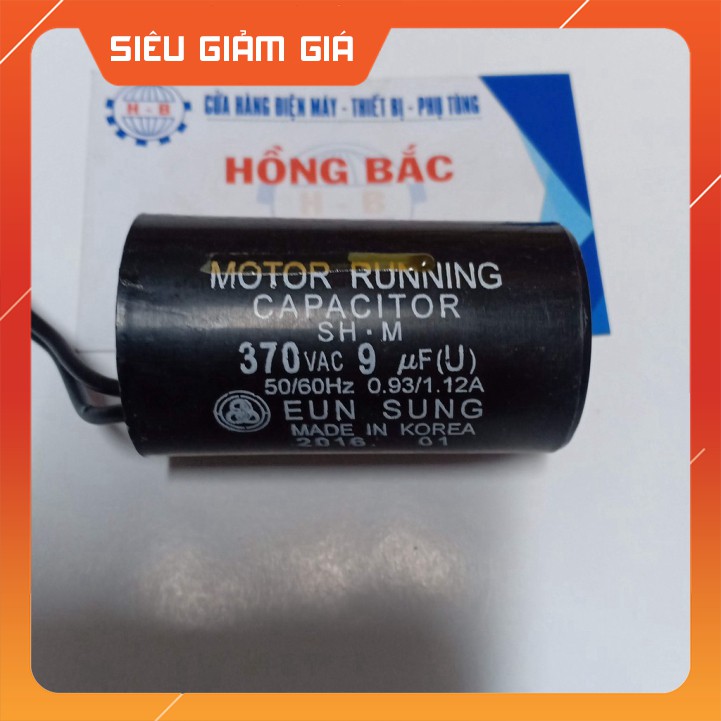 SIÊU GIẢM GIÁ
H - B
CỬA HÀNG ĐIỆN MÁY - THIẾT BỊ - PHỤ TÙNG
HỒNG BẮC
H - B
MOTOR RUNNING
CAPACITOR
SH·M
370VAC 9 µF(U)
50/60Hz 0.93/1.12A
EUN SUNG
MADE IN KOREA
2016. 01